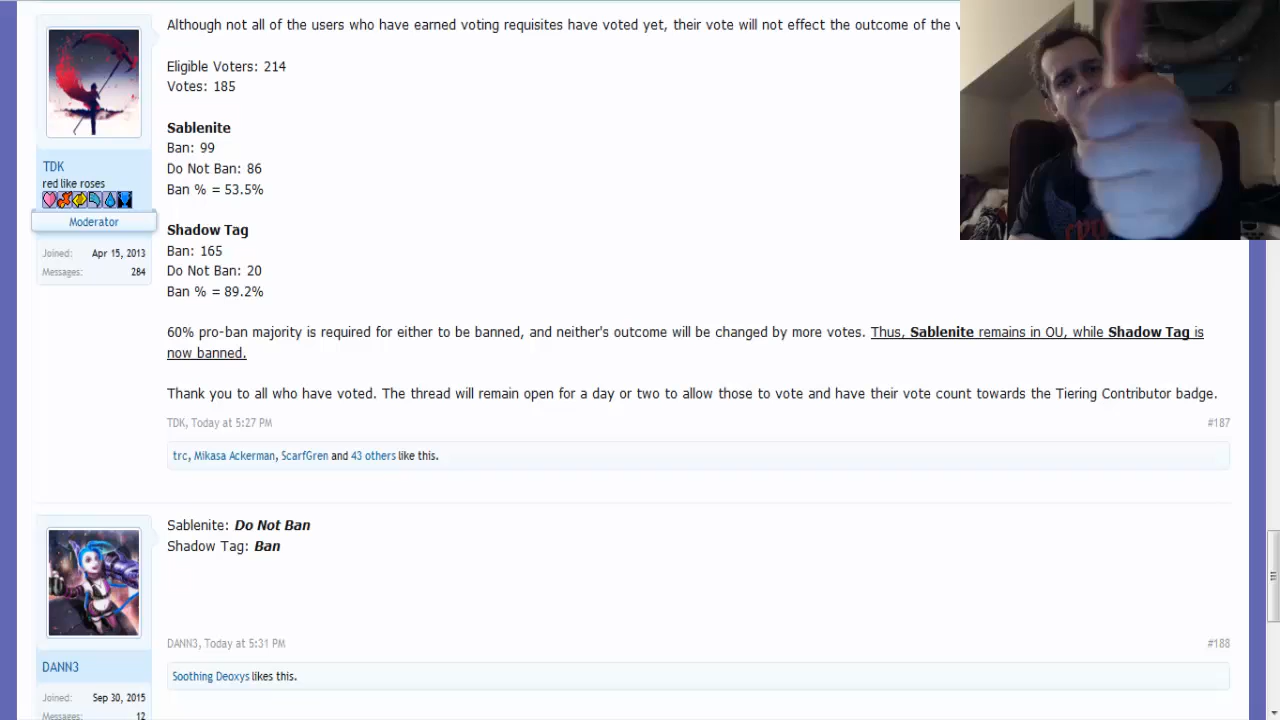 Although not all of the users who have earned voting requisites have voted yet, their vote will not effect the outcome of the v
Eligible Voters: 214
Votes: 185
Sablenite
Ban: 99
Do Not Ban: 86
Ban % = 53.5%
TDK
red like roses
Moderator
Joined: Apr 15, 2013
Messages: 284
Shadow Tag
Ban: 165
Do Not Ban: 20
Ban % = 89.2%
60% pro-ban majority is required for either to be banned, and neither's outcome will be changed by more votes. Thus, Sablenite remains in OU, while Shadow Tag is
now banned.
Thank you to all who have voted. The thread will remain open for a day or two to allow those to vote and have their vote count towards the Tiering Contributor badge.
TDK, Today at 5:27 PM #187
trc, Mikasa Ackerman, ScarfGren and 43 others like this.
Sablenite: Do Not Ban
Shadow Tag: Ban
DANN3, Today at 5:31 PM #188
Soothing Deoxys likes this.
DANN3
Joined: Sep 30, 2015
Messages: 12